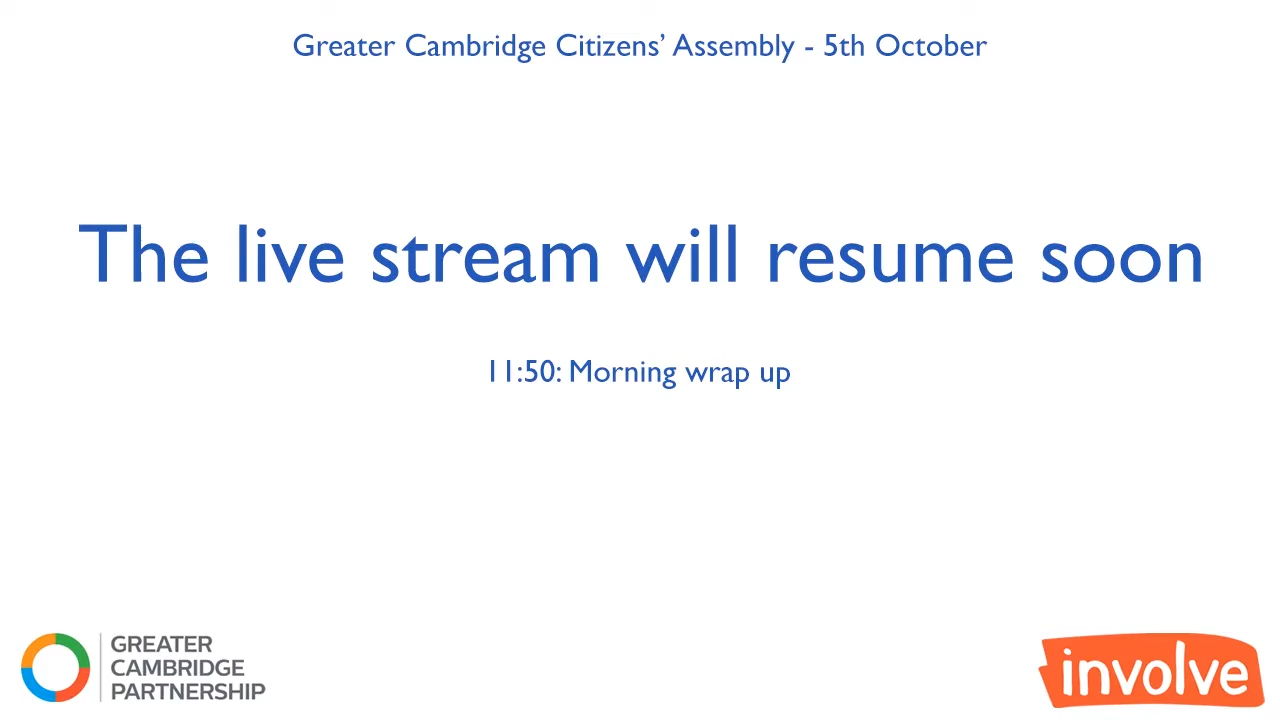 Greater Cambridge Citizens’ Assembly - 5th October
The live stream will resume soon
11:50: Morning wrap up
GREATER
CAMBRIDGE
PARTNERSHIP
involve